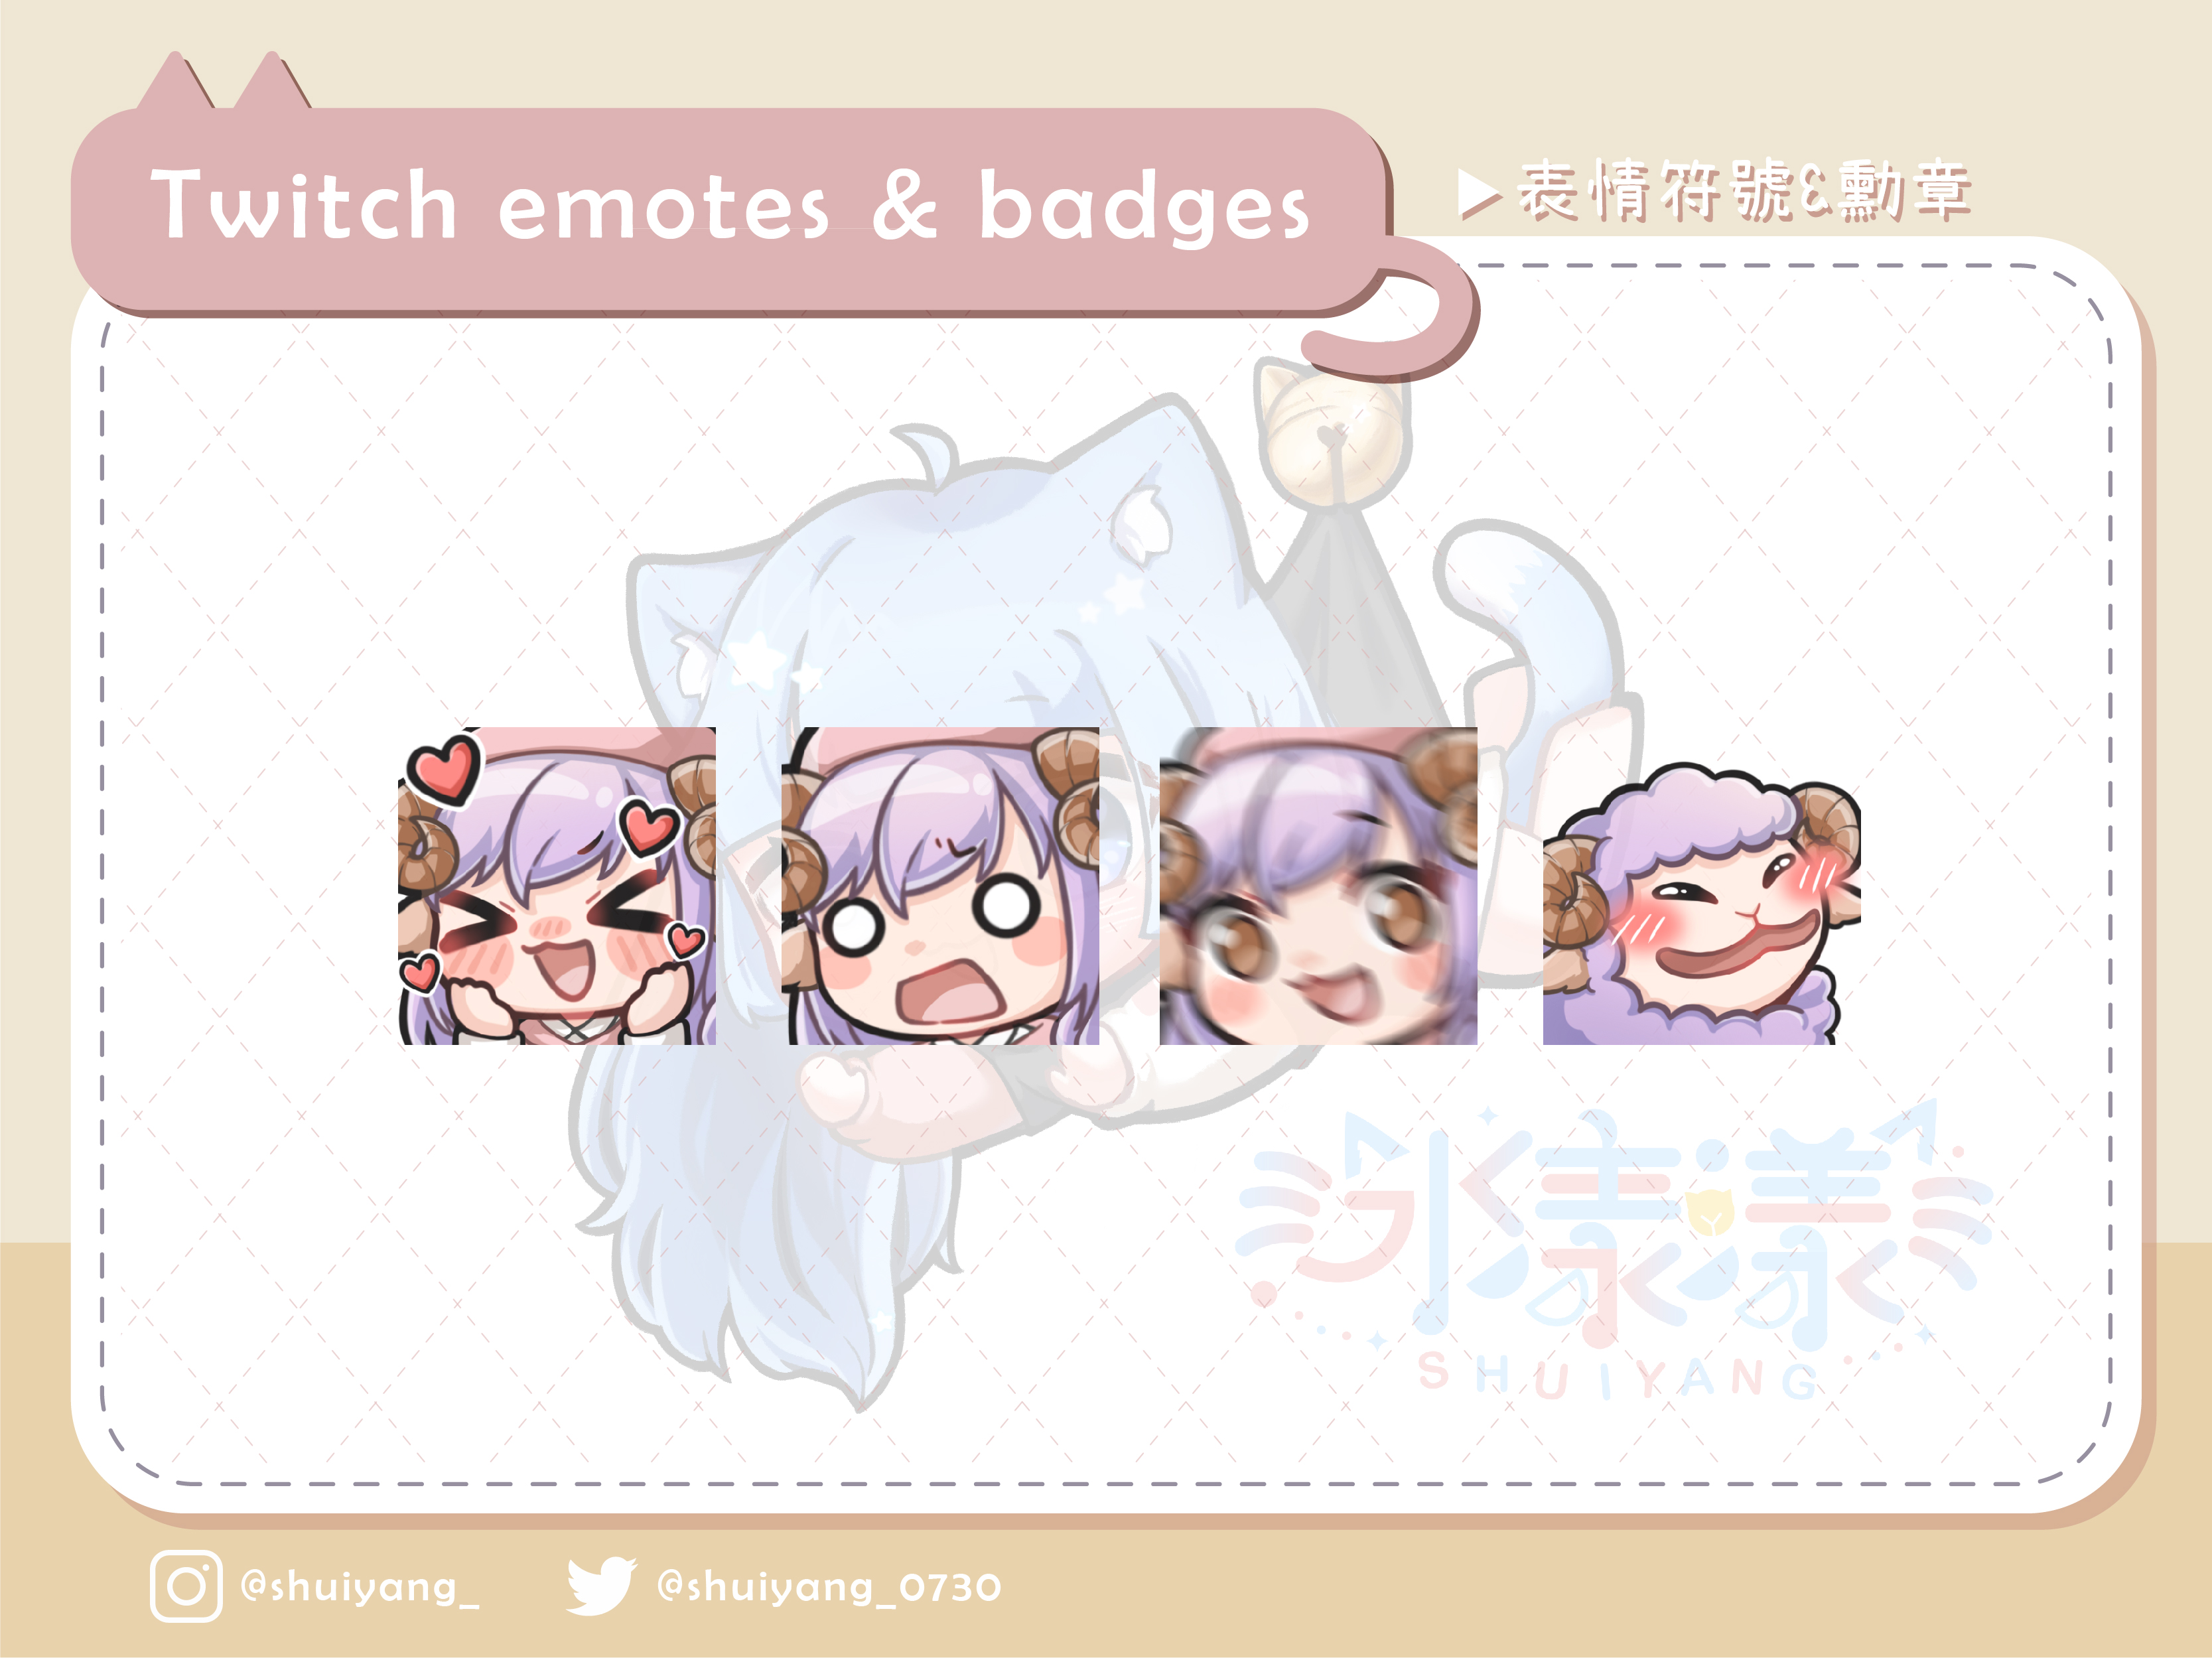 Twitch emotes & badges
▶表情符號&勳章
SHUIYANG
@shuiyang_
@shuiyang_0730